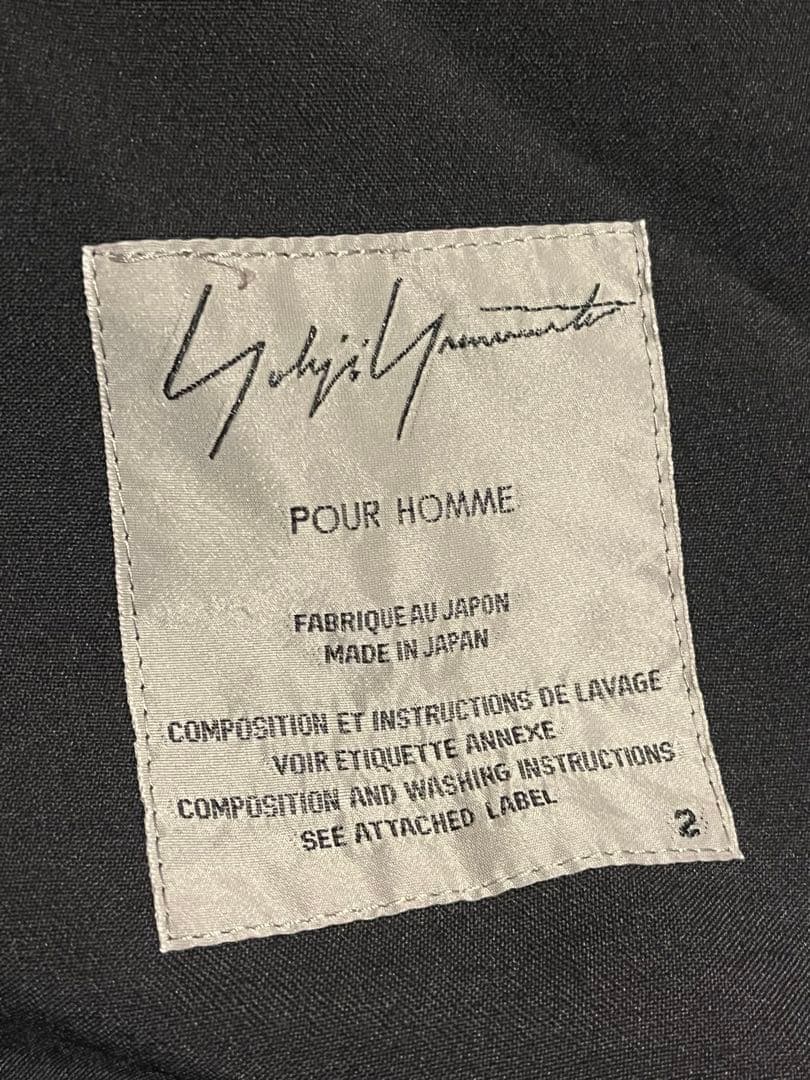 Yohji Yamamoto
POUR HOMME
FABRIQUE AU JAPON
MADE IN JAPAN
COMPOSITION ET INSTRUCTIONS DE LAVAGE
VOIR ETIQUETTE ANNEXE
COMPOSITION AND WASHING INSTRUCTIONS
SEE ATTACHED LABEL
2